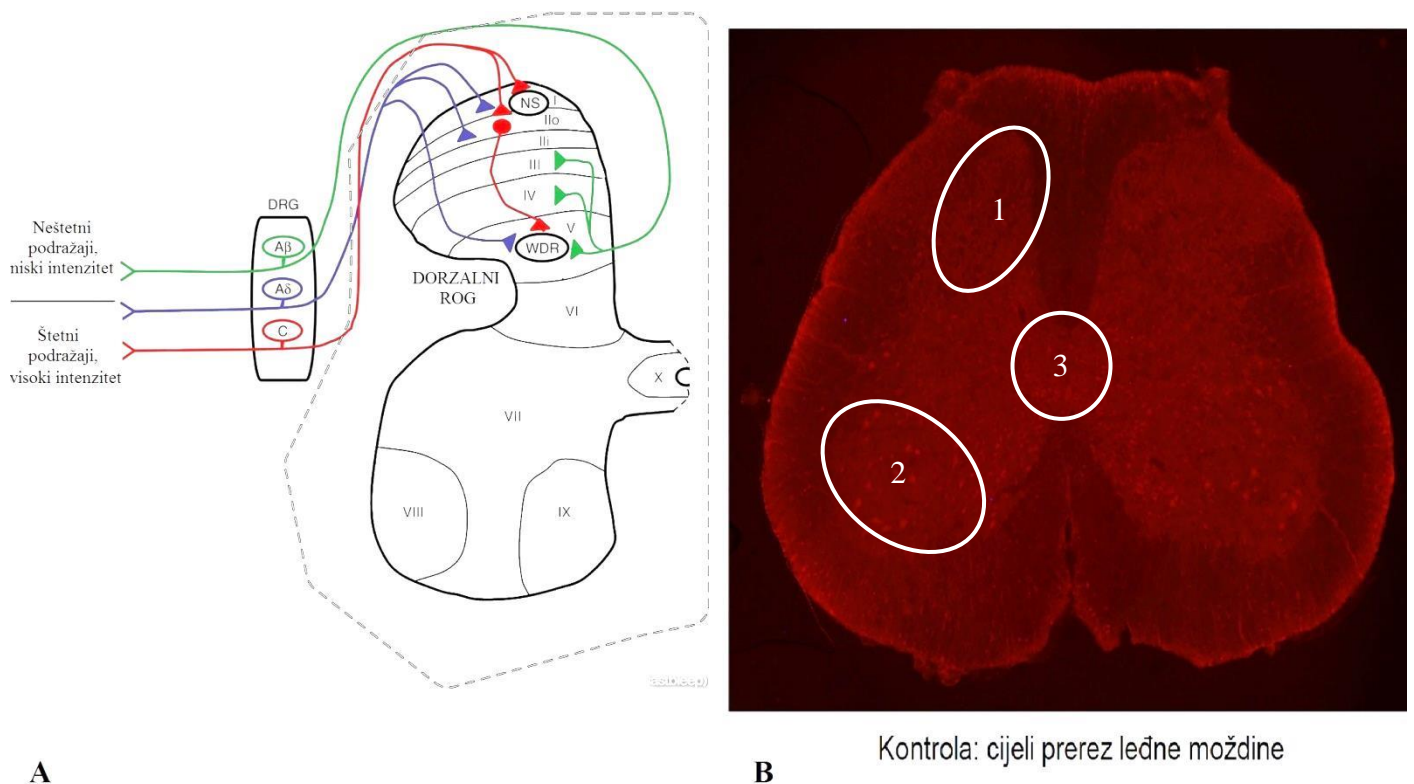 DRG
Aβ
Aδ
C
Neštetni
podražaji,
niski intenzitet
Štetni
podražaji,
visoki intenzitet
NS
I
IIo
IIi
III
IV
V
WDR
DORZALNI
ROG
VI
X
VII
VIII
IX
A
1
2
3
Kontrola: cijeli prerez leđne moždine
B